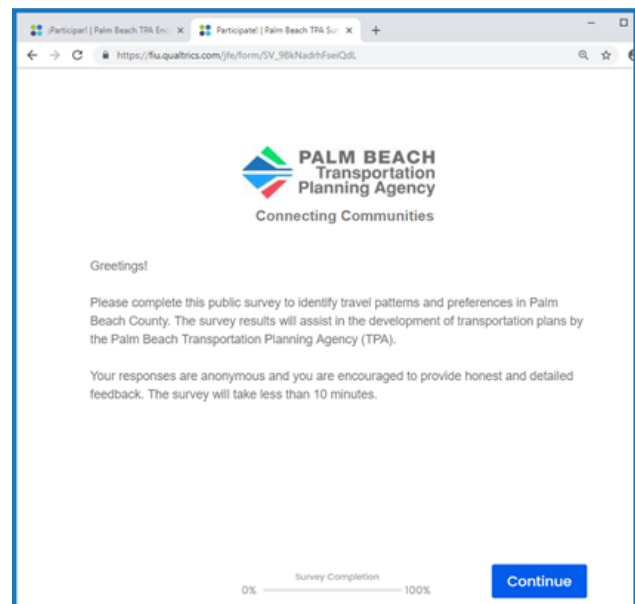 ¡Participar! | Palm Beach TPA Enc
Participate! | Palm Beach TPA Sur
https://fiu.qualtrics.com/jfe/form/SV_9BkNadrhFseiQdL
PALM BEACH
Transportation
Planning Agency
Connecting Communities
Greetings!
Please complete this public survey to identify travel patterns and preferences in Palm
Beach County. The survey results will assist in the development of transportation plans by
the Palm Beach Transportation Planning Agency (TPA).
Your responses are anonymous and you are encouraged to provide honest and detailed
feedback. The survey will take less than 10 minutes.
Survey Completion
0%
100%
Continue